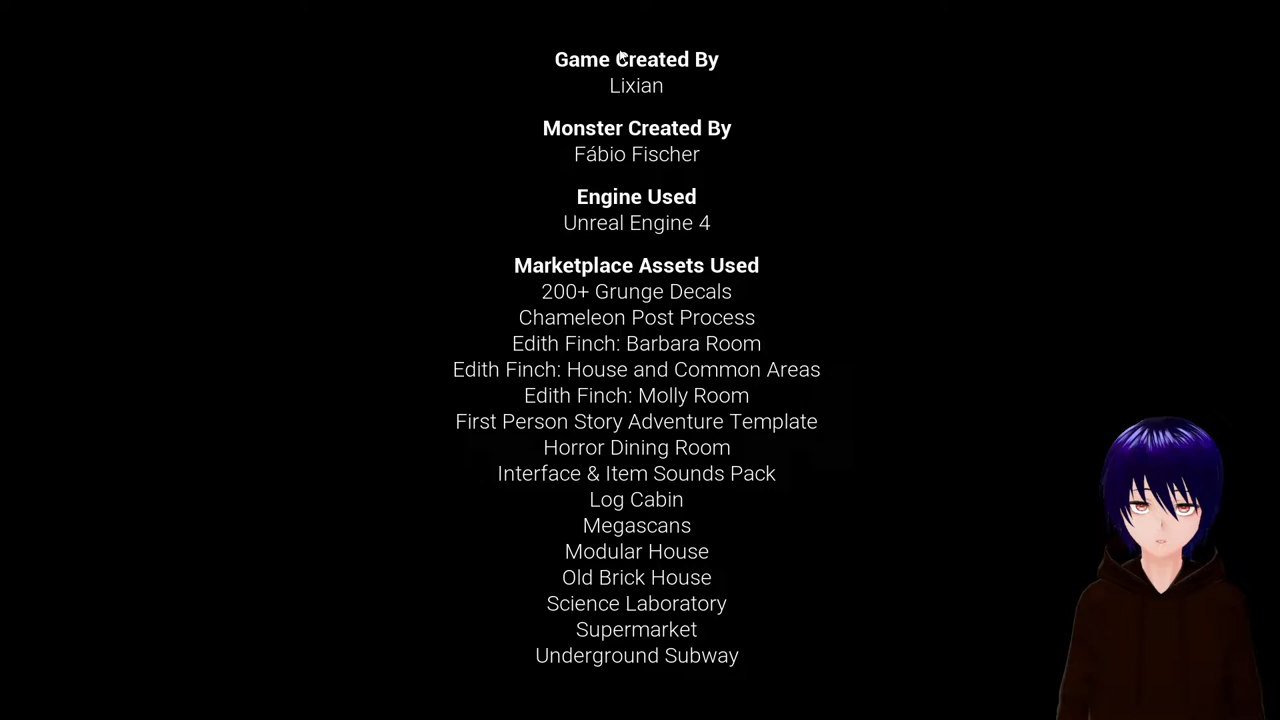 Game Created By
Lixian
Monster Created By
Fábio Fischer
Engine Used
Unreal Engine 4
Marketplace Assets Used
200+ Grunge Decals
Chameleon Post Process
Edith Finch: Barbara Room
Edith Finch: House and Common Areas
Edith Finch: Molly Room
First Person Story Adventure Template
Horror Dining Room
Interface & Item Sounds Pack
Log Cabin
Megascans
Modular House
Old Brick House
Science Laboratory
Supermarket
Underground Subway